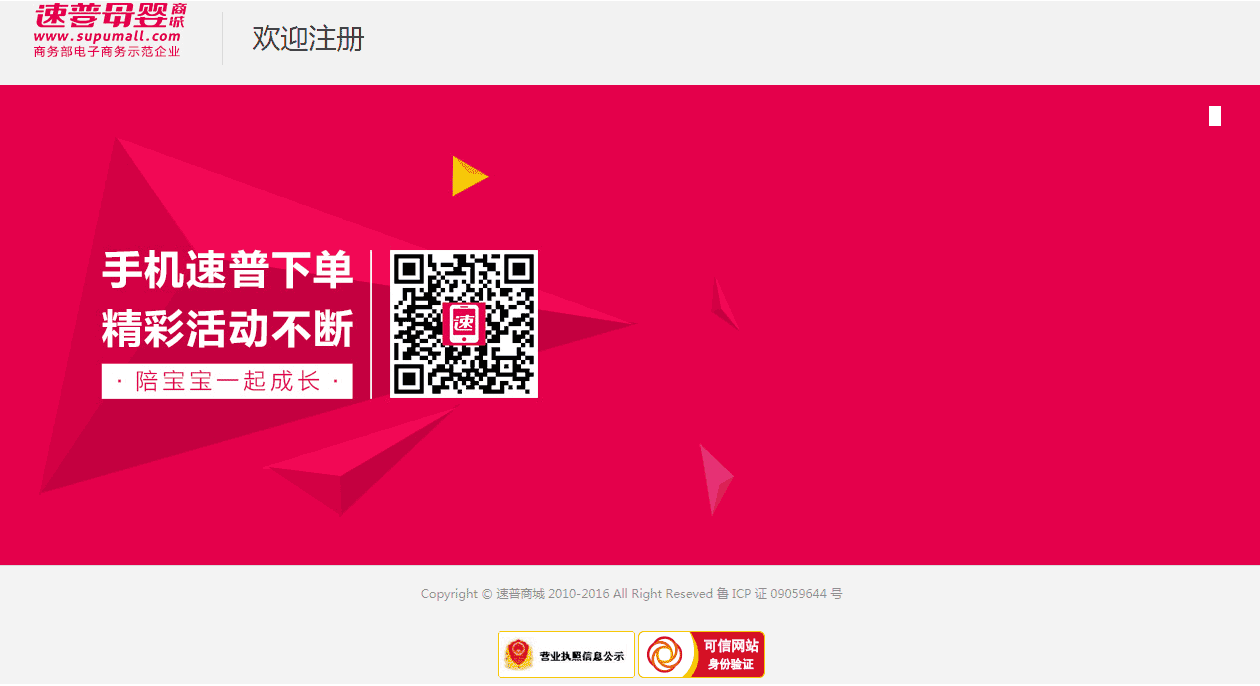 速普母婴商城
www.supumall.com
商务部电子商务示范企业
欢迎注册
手机速普下单
精彩活动不断
· 陪宝宝一起成长 ·
速
Copyright © 速普商城 2010-2016 All Right Reseved 鲁 ICP 证 09059644 号
营业执照信息公示
可信网站
身份验证